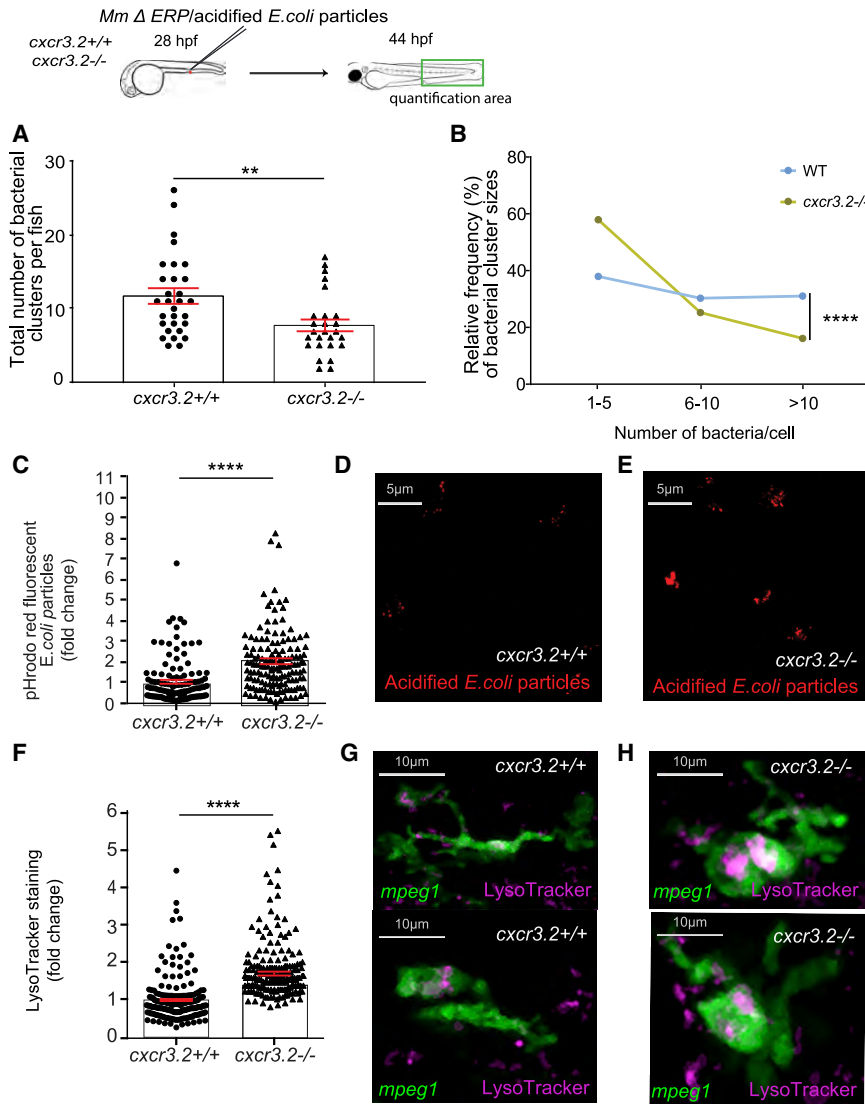 Mm Δ ERP/acidified E.coli particles
cxcr3.2+/+
cxcr3.2-/-
28 hpf
44 hpf
quantification area
A
Total number of bacterial
clusters per fish
30
20
10
0
**
cxcr3.2+/+
cxcr3.2-/-
B
Relative frequency (%)
of bacterial cluster sizes
80
60
40
20
0
WT
cxcr3.2-/-
****
1-5
6-10
>10
Number of bacteria/cell
C
pHrodo red fluorescent
E.coli particles
(fold change)
11
10
9
8
7
6
5
4
3
2
1
0
****
cxcr3.2+/+
cxcr3.2-/-
D
5μm
cxcr3.2+/+
Acidified E.coli particles
E
5μm
cxcr3.2-/-
Acidified E.coli particles
F
LysoTracker staining
(fold change)
6
5
4
3
2
1
0
****
cxcr3.2+/+
cxcr3.2-/-
G
10μm
cxcr3.2+/+
mpeg1
LysoTracker
10μm
cxcr3.2+/+
mpeg1
LysoTracker
H
10μm
cxcr3.2-/-
mpeg1
LysoTracker
10μm
cxcr3.2-/-
mpeg1
LysoTracker